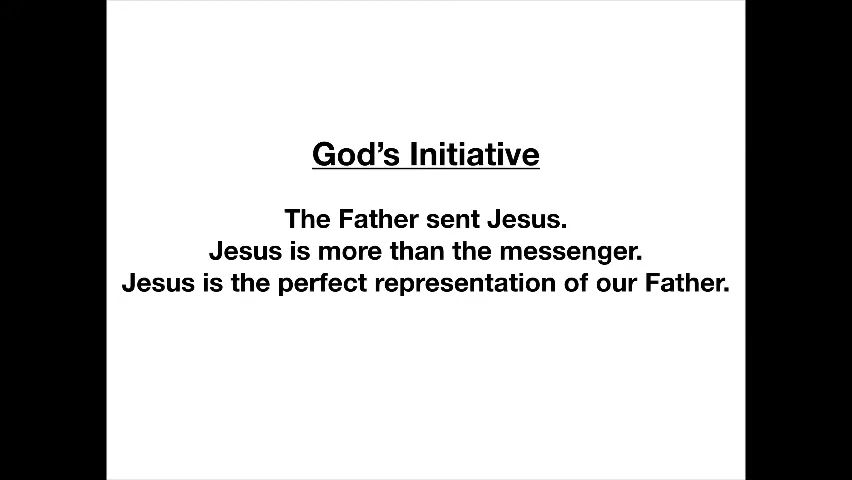 God’s Initiative
The Father sent Jesus.
Jesus is more than the messenger.
Jesus is the perfect representation of our Father.